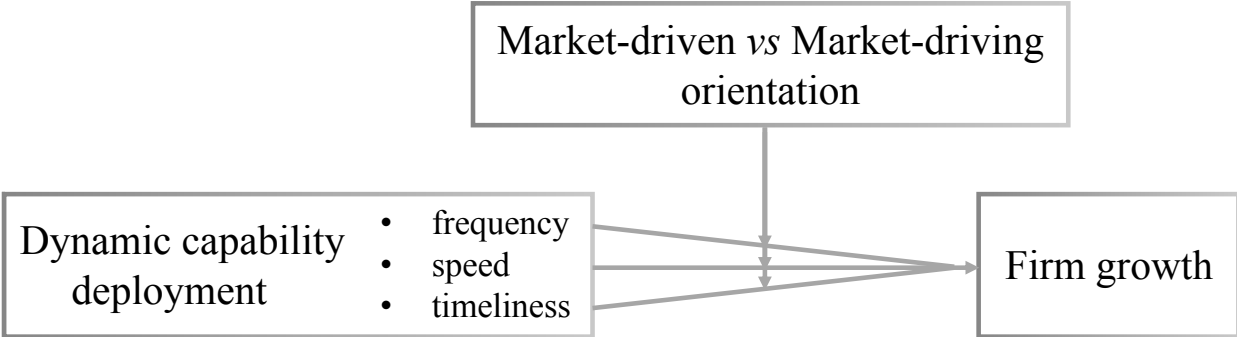 Market-driven vs Market-driving
orientation
Dynamic capability
deployment
• frequency
• speed
• timeliness
Firm growth